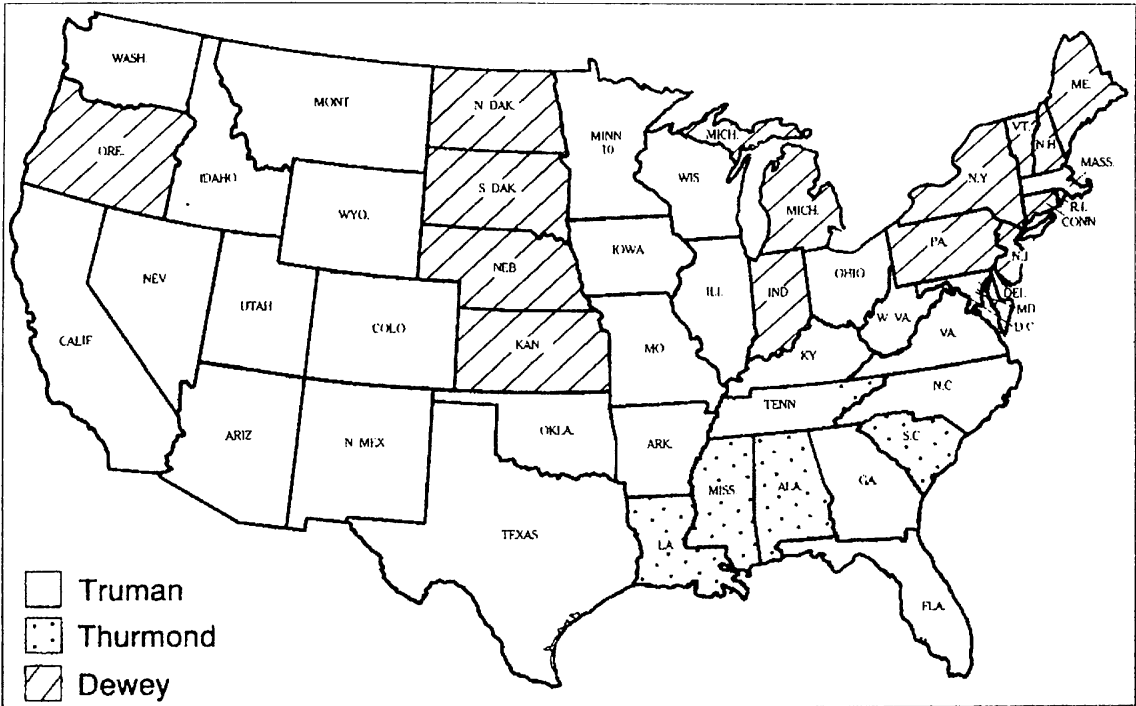 WASH.
MONT
N DAK.
MINN
10
MICH.
ME.
VT.
N.H
ORE.
IDAHO
S DAK.
WIS
MICH.
N.Y
MASS.
R.I.
CONN
WYO.
NEB
IOWA
PA.
N.J
NEV
UTAH
COLO
ILL
IND
OHIO
DEL.
MD
D.C
CALIF
KAN
MO
W VA.
VA.
KY
N.C
TENN
ARIZ
N MEX
OKLA.
ARK.
S.C
MISS
ALA.
GA.
TEXAS
LA
FLA.
Truman
Thurmond
Dewey